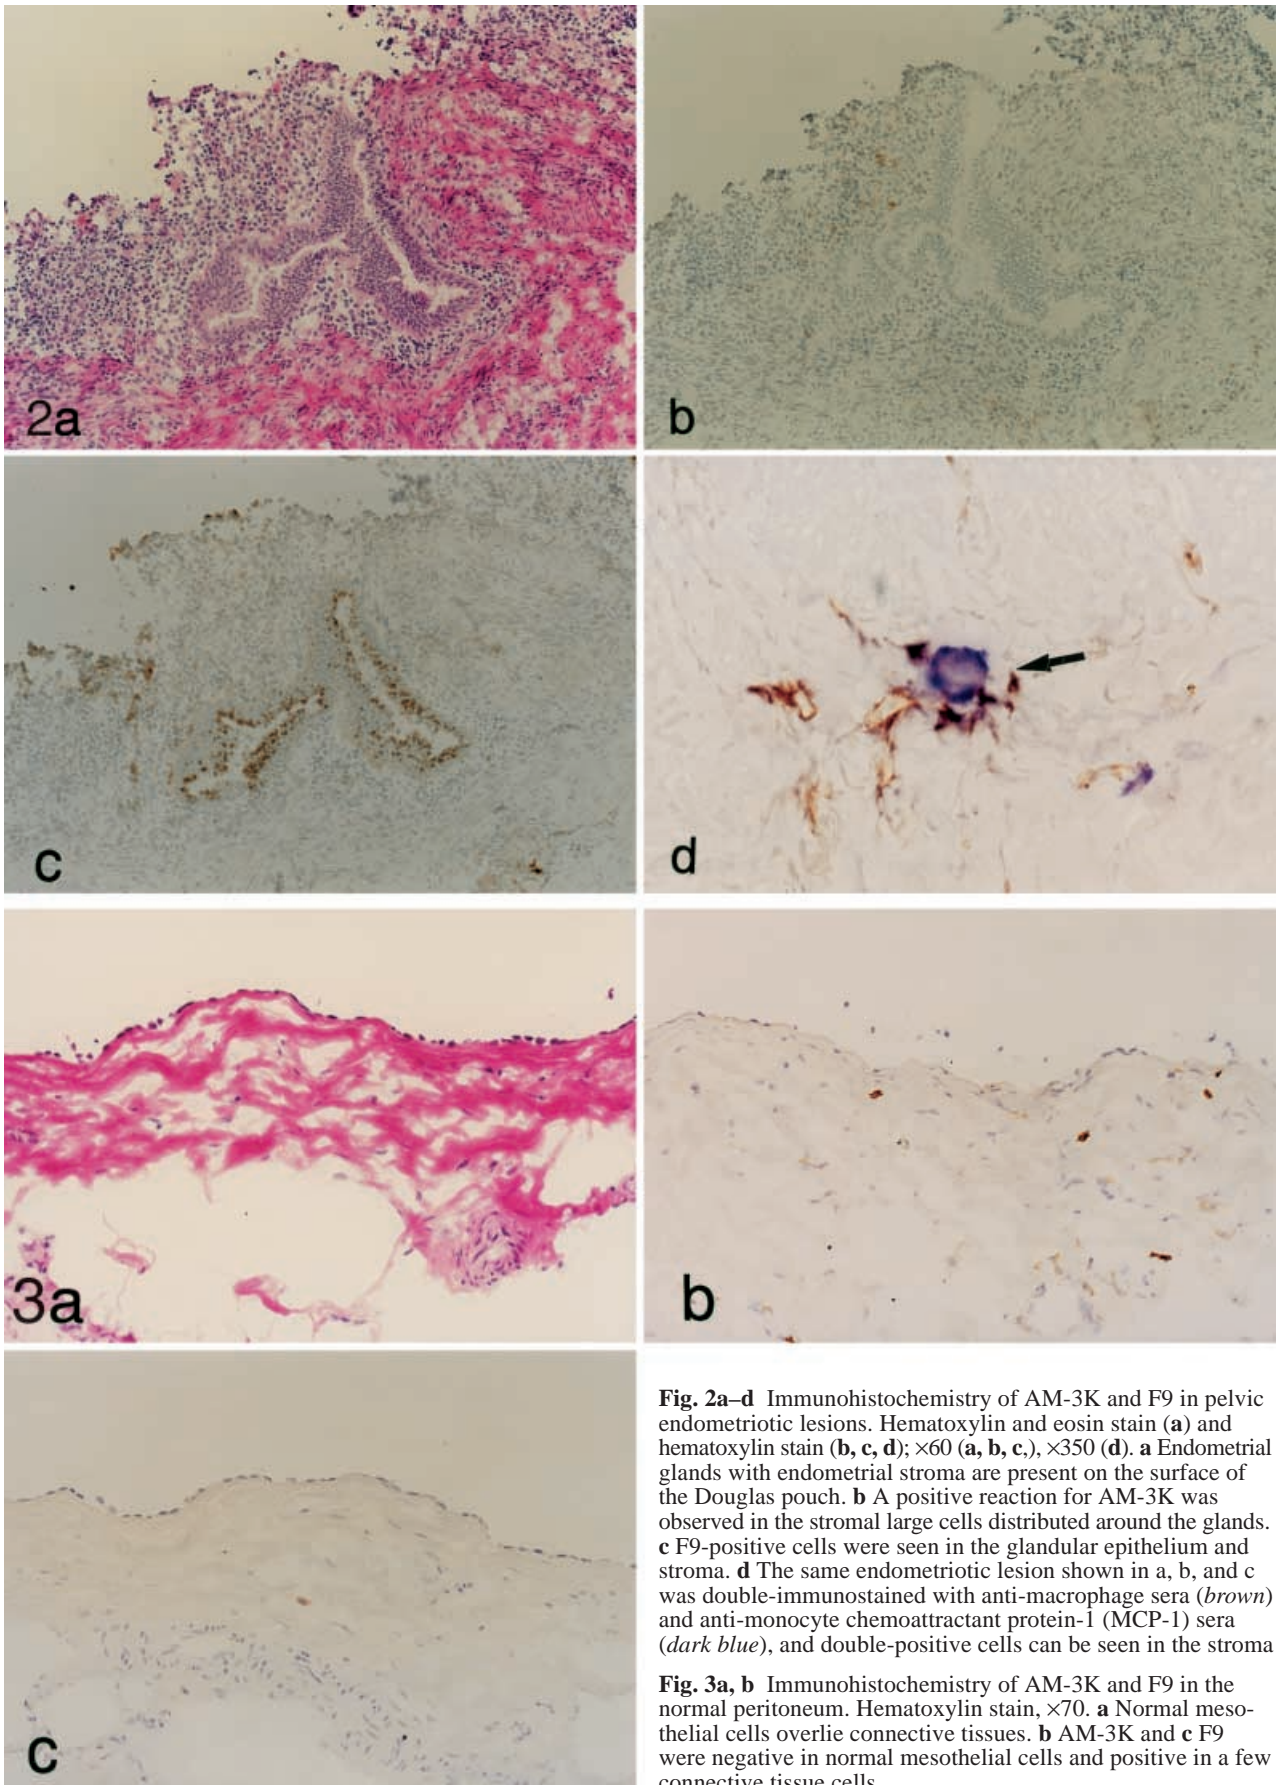 2a
b
c
d
3a
b
c
Fig. 2a–d Immunohistochemistry of AM-3K and F9 in pelvic
endometriotic lesions. Hematoxylin and eosin stain (a) and
hematoxylin stain (b, c, d); ×60 (a, b, c,), ×350 (d). a Endometrial
glands with endometrial stroma are present on the surface of
the Douglas pouch. b A positive reaction for AM-3K was
observed in the stromal large cells distributed around the glands.
c F9-positive cells were seen in the glandular epithelium and
stroma. d The same endometriotic lesion shown in a, b, and c
was double-immunostained with anti-macrophage sera (brown)
and anti-monocyte chemoattractant protein-1 (MCP-1) sera
(dark blue), and double-positive cells can be seen in the stroma
Fig. 3a, b Immunohistochemistry of AM-3K and F9 in the
normal peritoneum. Hematoxylin stain, ×70. a Normal meso-
thelial cells overlie connective tissues. b AM-3K and c F9
were negative in normal mesothelial cells and positive in a few
connective tissue cells